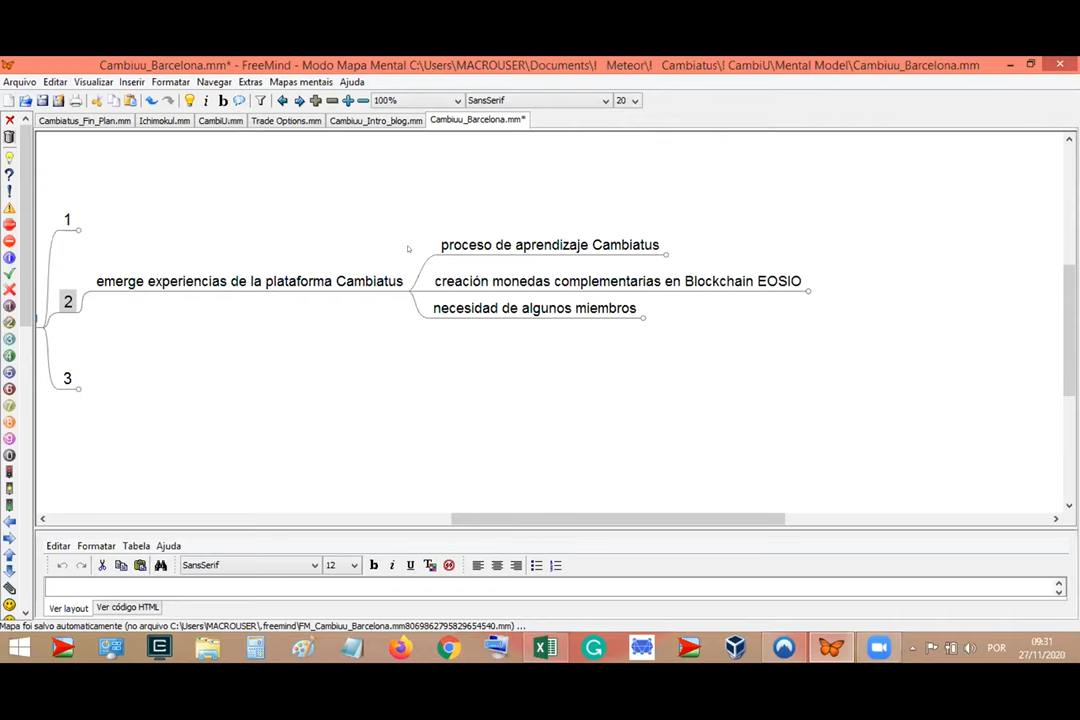 Cambiuu_Barcelona.mm* - FreeMind - Modo Mapa Mental C:\Users\MACROUSER\Documents\! Meteor\! Cambiatus\! CambiU\Mental Model\Cambiuu_Barcelona.mm
Arquivo Editar Visualizar Inserir Formatar Navegar Extras Mapas mentais Ajuda
100% SansSerif 20
Cambiatus_Fin_Plan.mm Ichimokul.mm CambiU.mm Trade Options.mm Cambiuu_Intro_blog.mm Cambiuu_Barcelona.mm*
1
proceso de aprendizaje Cambiatus
emerge experiencias de la plataforma Cambiatus
creación monedas complementarias en Blockchain EOSIO
2
necesidad de algunos miembros
3
Editar Formatar Tabela Ajuda
SansSerif 12
Ver layout Ver código HTML
Mapa foi salvo automaticamente (no arquivo C:\Users\MACROUSER\.freemind\FM_Cambiuu_Barcelona.mm8069862795829654540.mm) ...
POR
09:31
27/11/2020